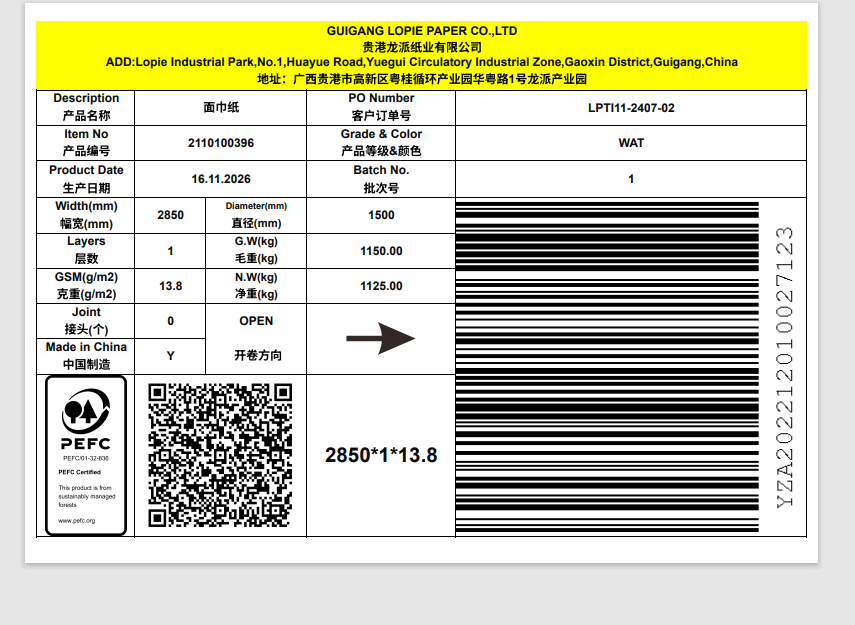 GUIGANG LOPIE PAPER CO.,LTD
贵港龙派纸业有限公司
ADD:Lopie Industrial Park,No.1,Huayue Road,Yuegui Circulatory Industrial Zone,Gaoxin District,Guigang,China
地址：广西贵港市高新区粤桂循环产业园华粤路1号龙派产业园
Description
产品名称
面巾纸
PO Number
客户订单号
LPTI11-2407-02
Item No
产品编号
2110100396
Grade & Color
产品等级&颜色
WAT
Product Date
生产日期
16.11.2026
Batch No.
批次号
1
Width(mm)
幅宽(mm)
2850
Diameter(mm)
直径(mm)
1500
Layers
层数
1
G.W(kg)
毛重(kg)
1150.00
GSM(g/m2)
克重(g/m2)
13.8
N.W(kg)
净重(kg)
1125.00
Joint
接头(个)
0
OPEN
开卷方向
Made in China
中国制造
Y
PEFC
PEFC/01-32-836
PEFC Certified
This product is from
sustainably managed
forests
www.pefc.org
2850*1*13.8
YZA202212010027123